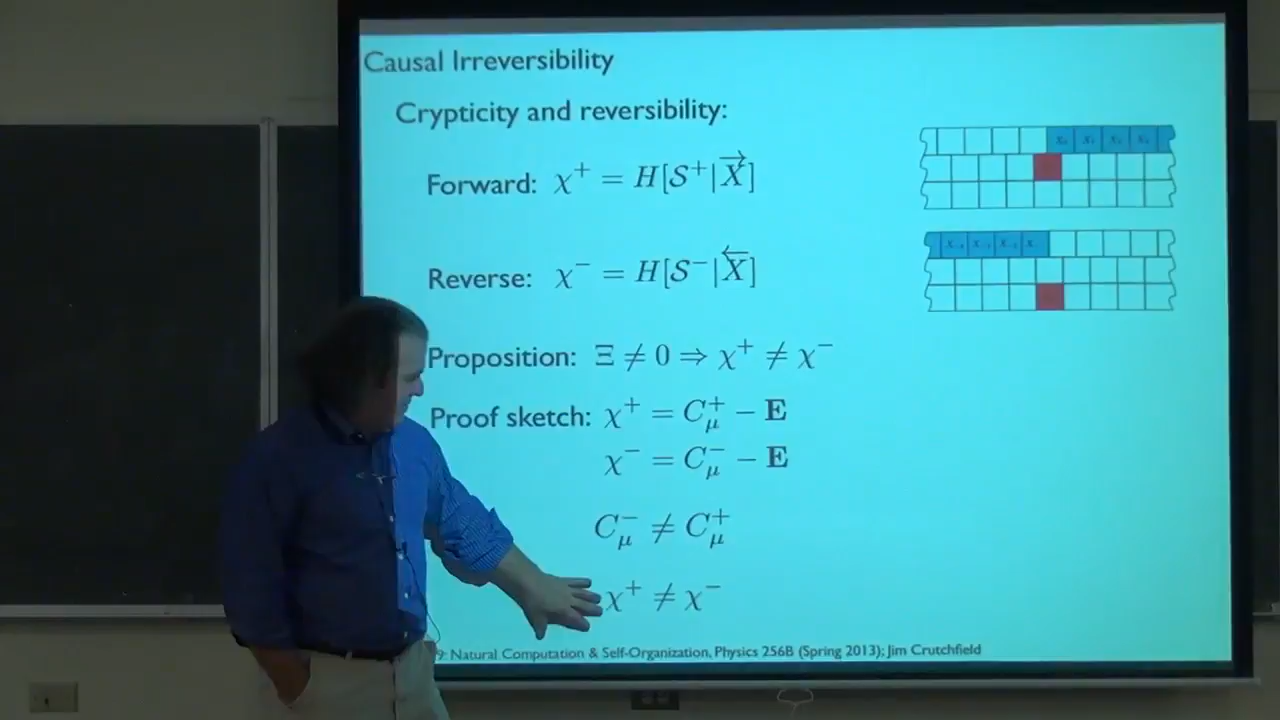 Causal Irreversibility
Crypticity and reversibility:
Forward: χ⁺ = H[S⁺|X⃗]
Reverse: χ⁻ = H[S⁻|X⃖]
Proposition: Ξ ≠ 0 ⇒ χ⁺ ≠ χ⁻
Proof sketch: χ⁺ = C⁺μ − E
χ⁻ = C⁻μ − E
C⁻μ ≠ C⁺μ
χ⁺ ≠ χ⁻
9: Natural Computation & Self-Organization, Physics 256B (Spring 2013); Jim Crutchfield